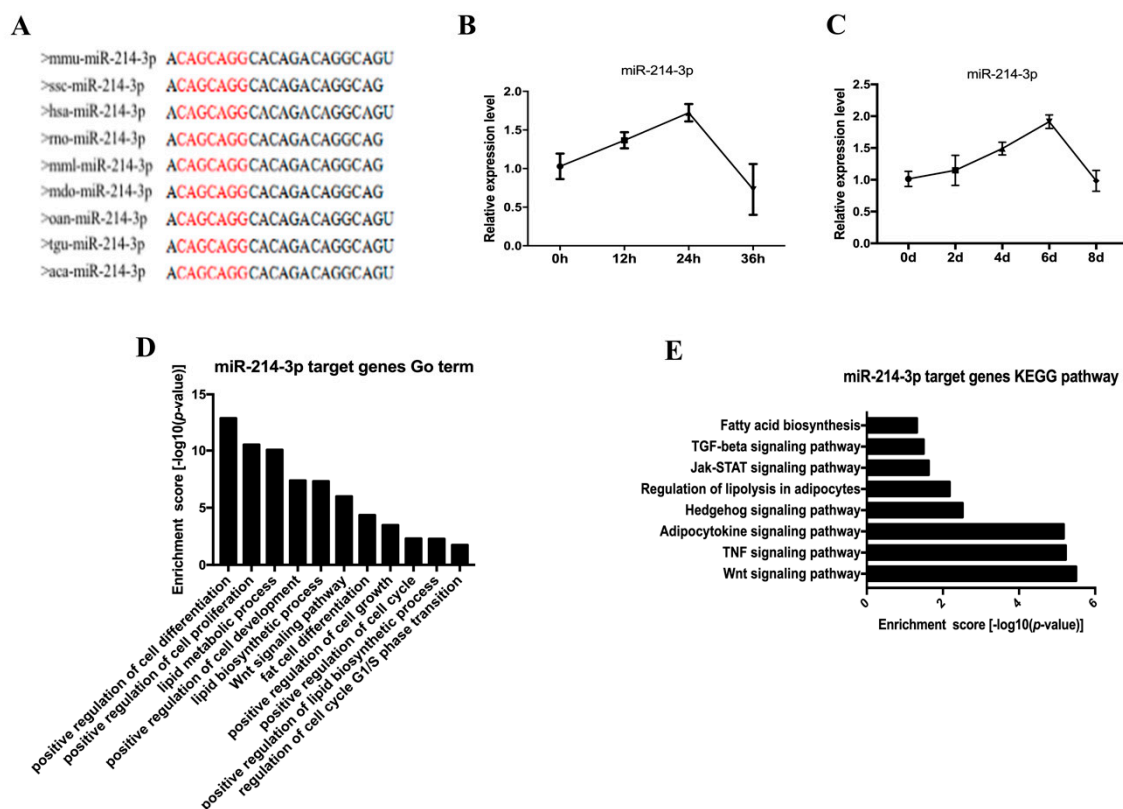 A
>mmu-miR-214-3p ACAGCAGGCACAGACAGGCAGU
>ssc-miR-214-3p ACAGCAGGCACAGACAGGCAG
>hsa-miR-214-3p ACAGCAGGCACAGACAGGCAGU
>rno-miR-214-3p ACAGCAGGCACAGACAGGCAG
>mml-miR-214-3p ACAGCAGGCACAGACAGGCAG
>mdo-miR-214-3p ACAGCAGGCACAGACAGGCAG
>oan-miR-214-3p ACAGCAGGCACAGACAGGCAGU
>tgu-miR-214-3p ACAGCAGGCACAGACAGGCAGU
>aca-miR-214-3p ACAGCAGGCACAGACAGGCAGU
B
miR-214-3p
Relative expression level
2.0
1.5
1.0
0.5
0.0
0h 12h 24h 36h
C
miR-214-3p
Relative expression level
2.5
2.0
1.5
1.0
0.5
0.0
0d 2d 4d 6d 8d
D
miR-214-3p target genes Go term
Enrichment score [-log10(p-value)]
15
10
5
0
positive regulation of cell differentiation
positive regulation of cell proliferation
lipid metabolic process
positive regulation of cell development
lipid biosynthetic process
Wnt signaling pathway
fat cell differentiation
positive regulation of cell growth
positive regulation of cell cycle
positive regulation of lipid biosynthetic process
regulation of cell cycle G1/S phase transition
E
miR-214-3p target genes KEGG pathway
Fatty acid biosynthesis
TGF-beta signaling pathway
Jak-STAT signaling pathway
Regulation of lipolysis in adipocytes
Hedgehog signaling pathway
Adipocytokine signaling pathway
TNF signaling pathway
Wnt signaling pathway
0 2 4 6
Enrichment score [-log10(p-value)]